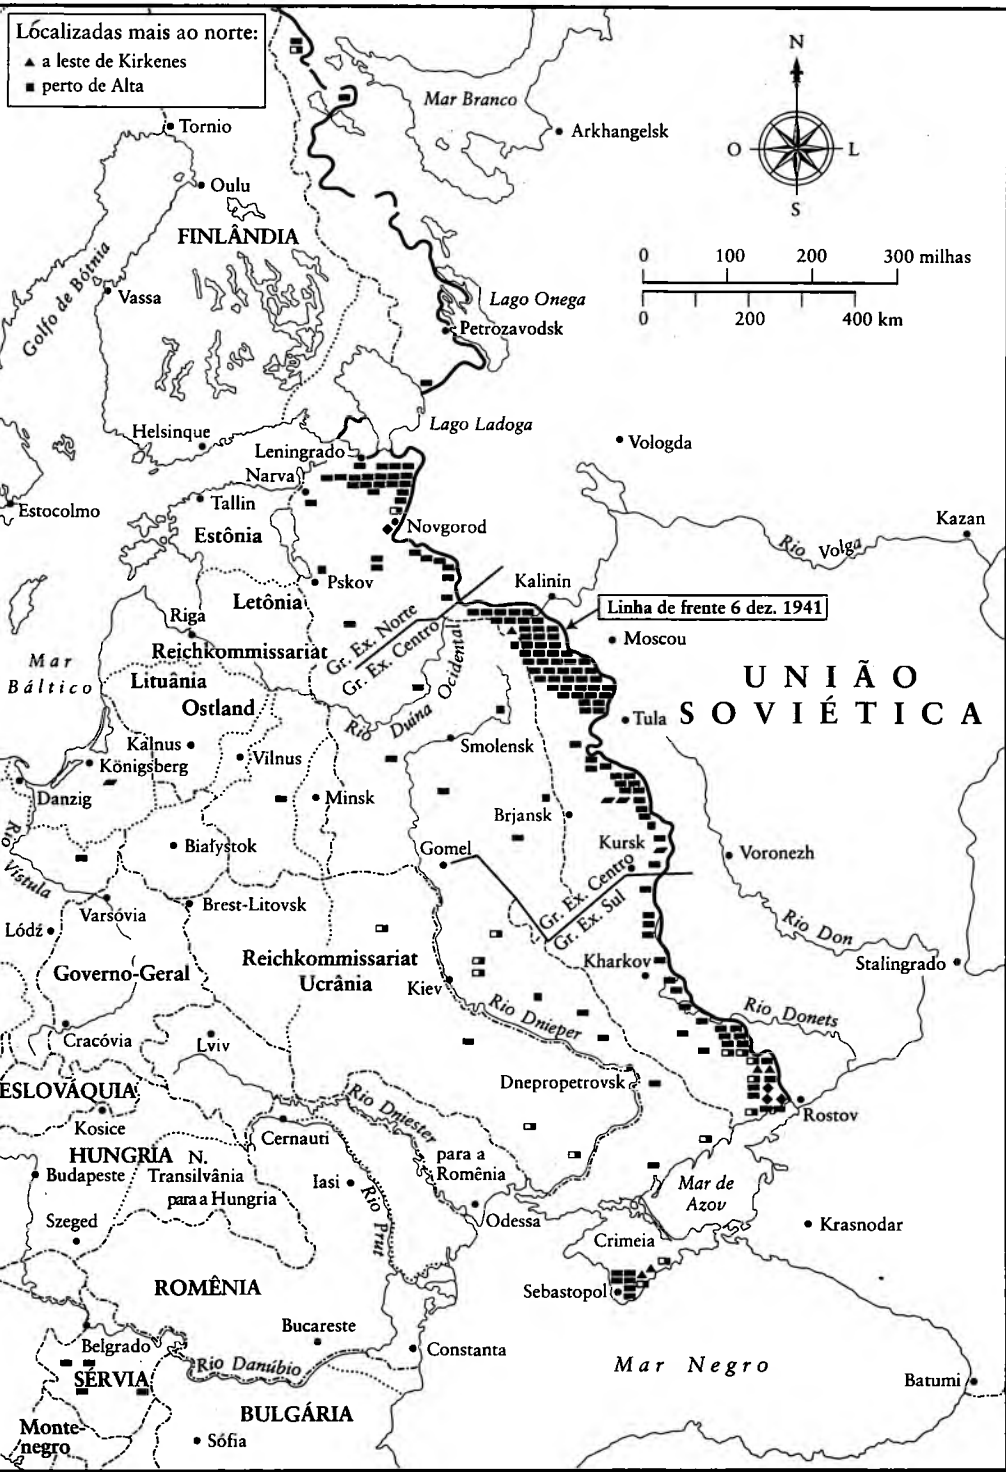 Localizadas mais ao norte:
▲ a leste de Kirkenes
■ perto de Alta
N
O
L
S
Mar Branco
Arkhangelsk
Tornio
Oulu
FINLÂNDIA
Golfo de Bótnia
Vassa
0 100 200 300 milhas
0 200 400 km
Lago Onega
Petrozavodsk
Lago Ladoga
Helsinque
Leningrado
Vologda
Narva
Estocolmo
Tallin
Estônia
Novgorod
Kazan
Rio Volga
Pskov
Kalinin
Letônia
Linha de frente 6 dez. 1941
Riga
Gr. Ex. Norte
Gr. Ex. Centro
Moscou
Reichkommissariat
Mar
Báltico
Lituânia
Ostland
Rio Duina Ocidental
UNIÃO
SOVIÉTICA
Tula
Kalnus
Smolensk
Königsberg
Vilnus
Danzig
Minsk
Brjansk
Rio Vístula
Białystok
Gomel
Kursk
Voronezh
Varsóvia
Brest-Litovsk
Gr. Ex. Centro
Gr. Ex. Sul
Lódź
Rio Don
Governo-Geral
Reichkommissariat
Ucrânia
Kharkov
Stalingrado
Kiev
Rio Dnieper
Rio Donets
Cracóvia
Lviv
ESLOVÁQUIA
Dnepropetrovsk
Rio Dniester
Rostov
Kosice
Cernauti
HUNGRIA
N.
Transilvânia
para a Hungria
para a
Romênia
Budapeste
Iasi
Rio Prut
Mar de
Azov
Szeged
Odessa
Krasnodar
Crimeia
ROMÊNIA
Sebastopol
Bucareste
Belgrado
Constanta
Rio Danúbio
Mar Negro
SÉRVIA
Batumi
Monte-
negro
BULGÁRIA
Sófia